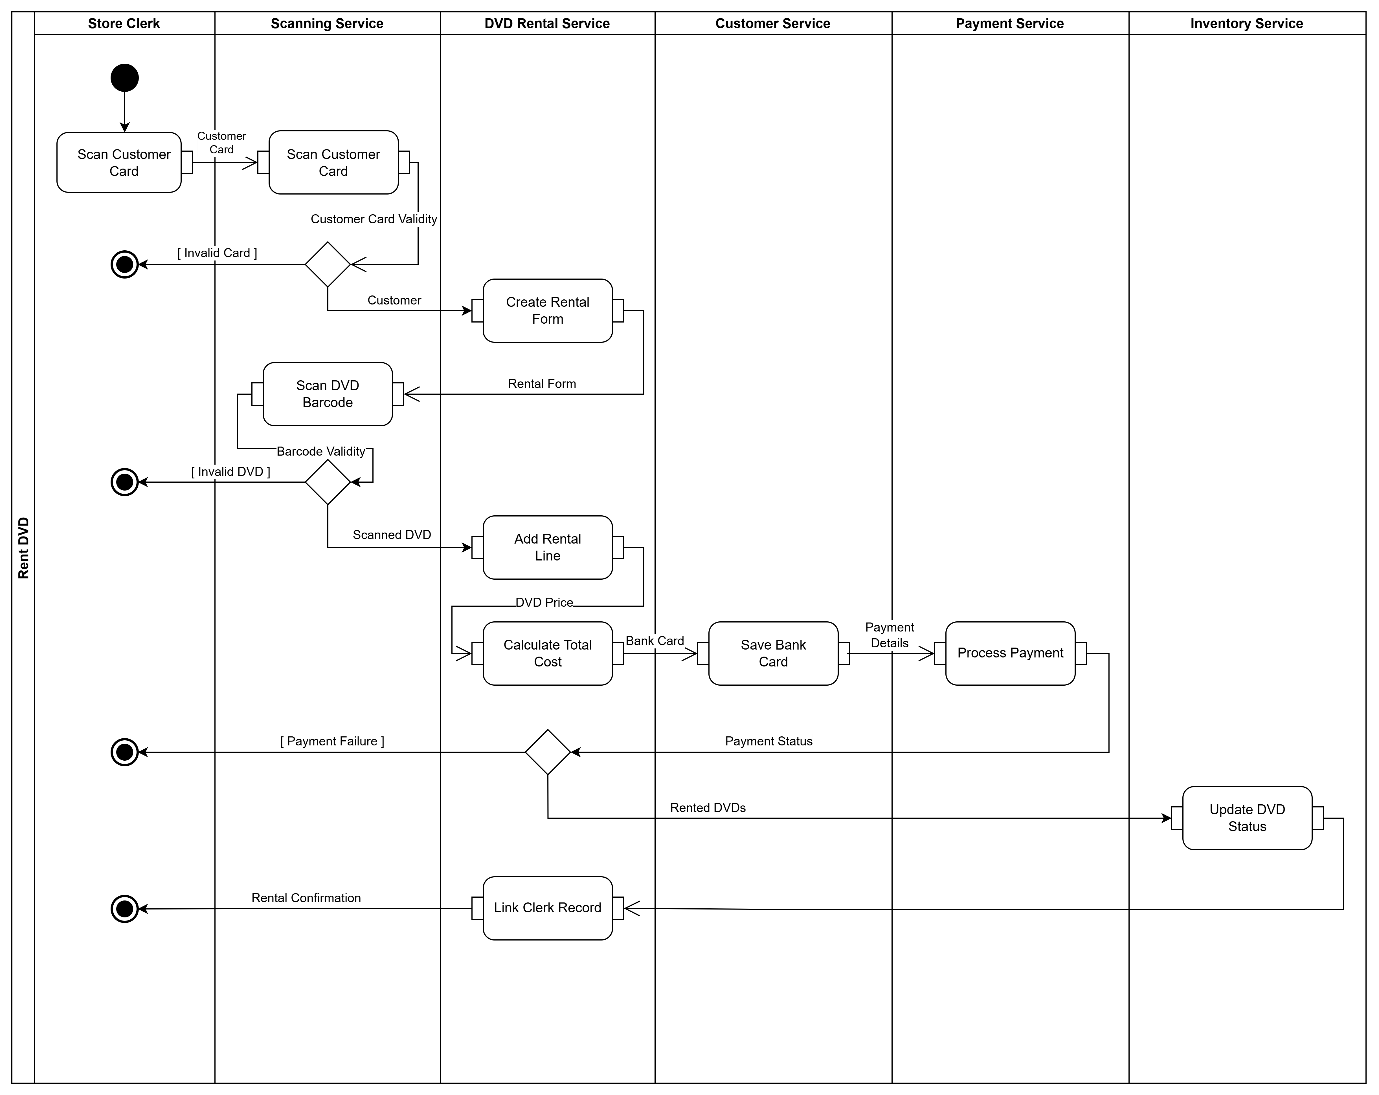 Store Clerk
Scanning Service
DVD Rental Service
Customer Service
Payment Service
Inventory Service
Rent DVD
Scan Customer
Card
Customer
Card
Scan Customer
Card
Customer Card Validity
[ Invalid Card ]
Customer
Create Rental
Form
Rental Form
Scan DVD
Barcode
Barcode Validity
[ Invalid DVD ]
Scanned DVD
Add Rental
Line
DVD Price
Calculate Total
Cost
Bank Card
Save Bank
Card
Payment
Details
Process Payment
Payment Status
[ Payment Failure ]
Rented DVDs
Update DVD
Status
Link Clerk Record
Rental Confirmation